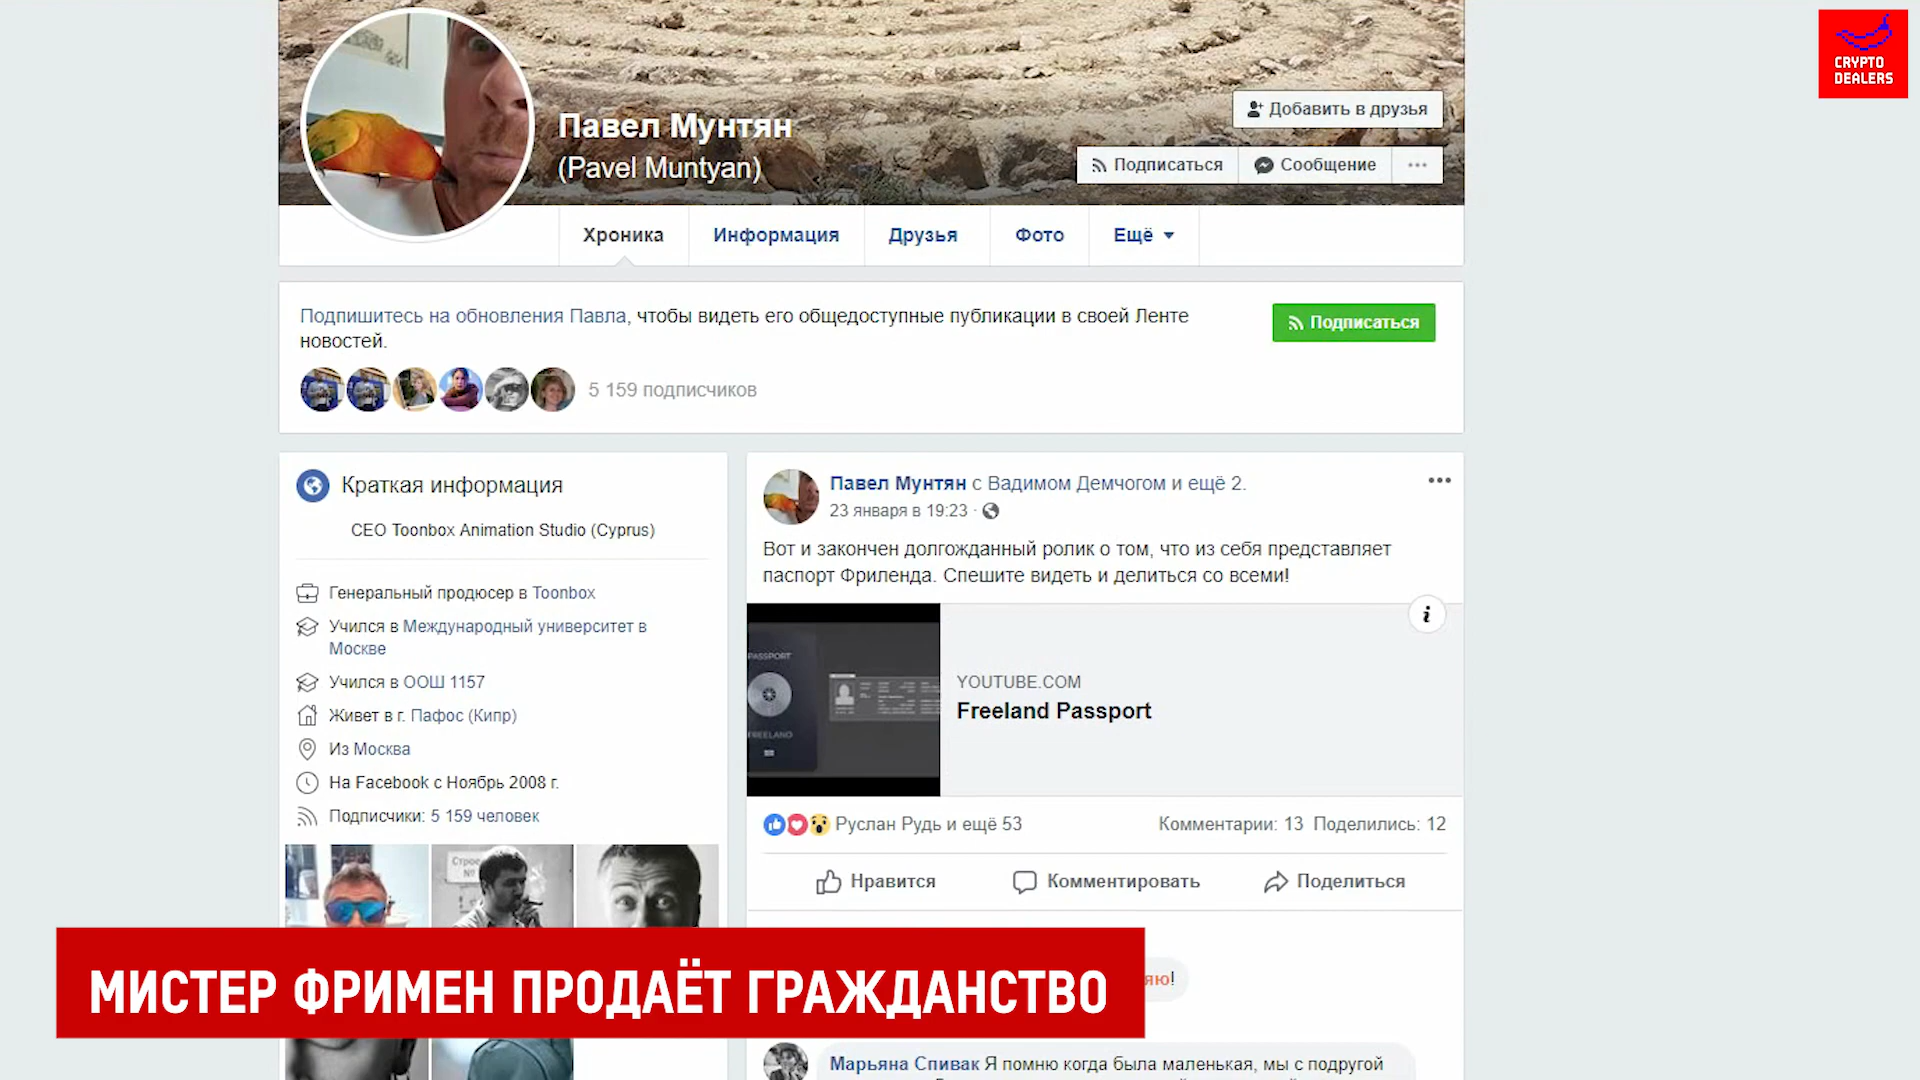 CRYPTO
DEALERS
Павел Мунтян
(Pavel Muntyan)
Добавить в друзья
Подписаться
Сообщение
Хроника
Информация
Друзья
Фото
Ещё
Подпишитесь на обновления Павла, чтобы видеть его общедоступные публикации в своей Ленте
новостей.
Подписаться
5 159 подписчиков
Краткая информация
CEO Toonbox Animation Studio (Cyprus)
Генеральный продюсер в Toonbox
Учился в Международный университет в
Москве
Учился в ООШ 1157
Живет в г. Пафос (Кипр)
Из Москва
На Facebook с Ноябрь 2008 г.
Подписчики: 5 159 человек
Строе
№
Павел Мунтян с Вадимом Демчогом и ещё 2.
23 января в 19:23 ·
Вот и закончен долгожданный ролик о том, что из себя представляет
паспорт Фриленда. Спешите видеть и делиться со всеми!
PASSPORT
FREELAND
YOUTUBE.COM
Freeland Passport
Руслан Рудь и ещё 53
Комментарии: 13 Поделились: 12
Нравится
Комментировать
Поделиться
яю!
МИСТЕР ФРИМЕН ПРОДАЁТ ГРАЖДАНСТВО
Марьяна Спивак Я помню когда была маленькая, мы с подругой